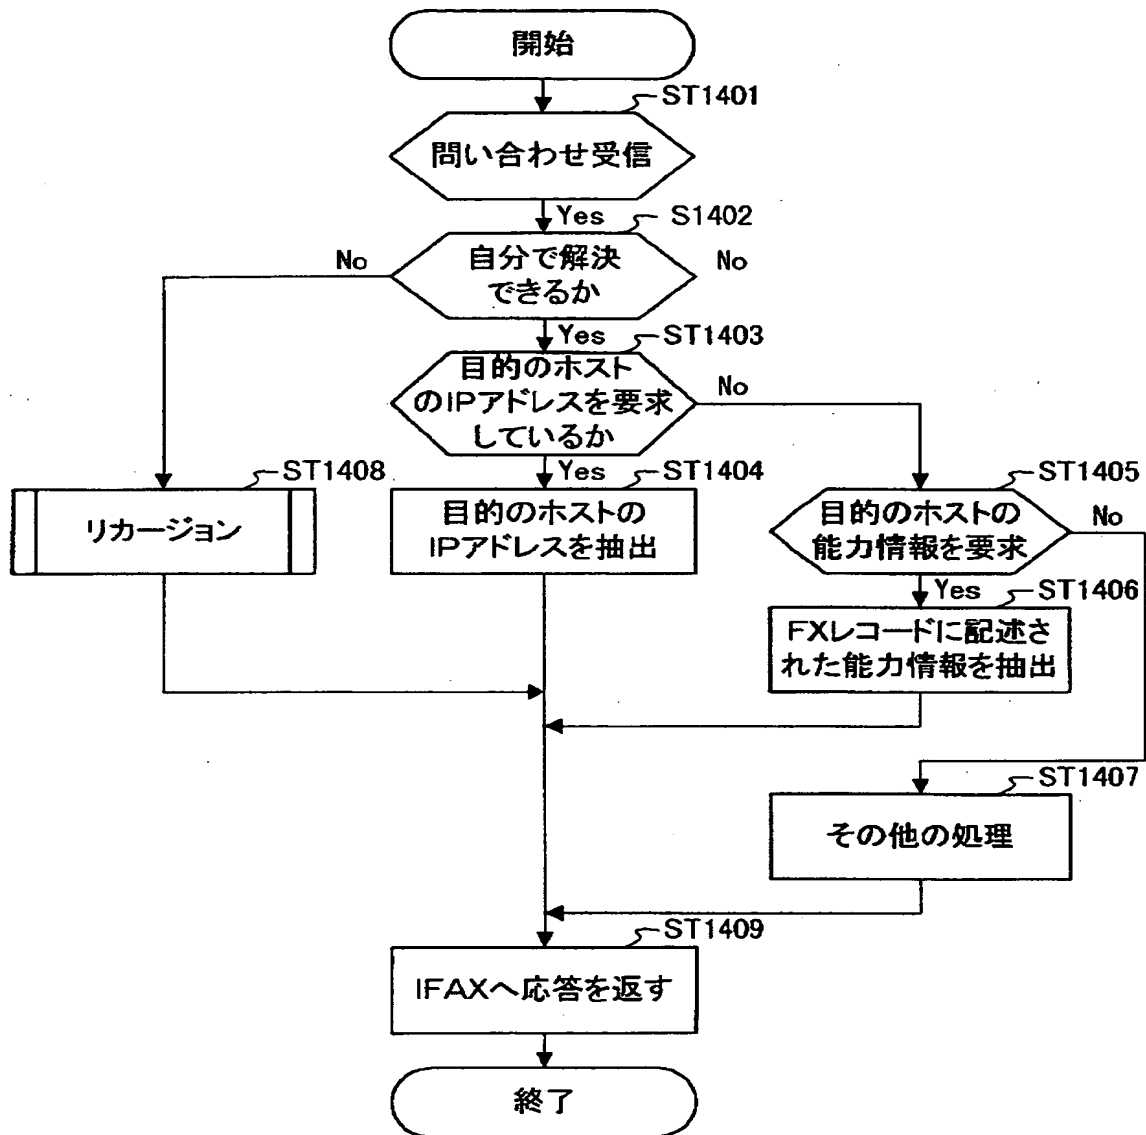 開始
ST1401
問い合わせ受信
Yes
S1402
No
自分で解決
できるか
No
Yes
ST1403
目的のホスト
のIPアドレスを要求
しているか
No
ST1408
Yes
ST1404
ST1405
リカージョン
目的のホストの
IPアドレスを抽出
目的のホストの
能力情報を要求
No
Yes
ST1406
FXレコードに記述さ
れた能力情報を抽出
ST1407
その他の処理
ST1409
IFAXへ応答を返す
終了